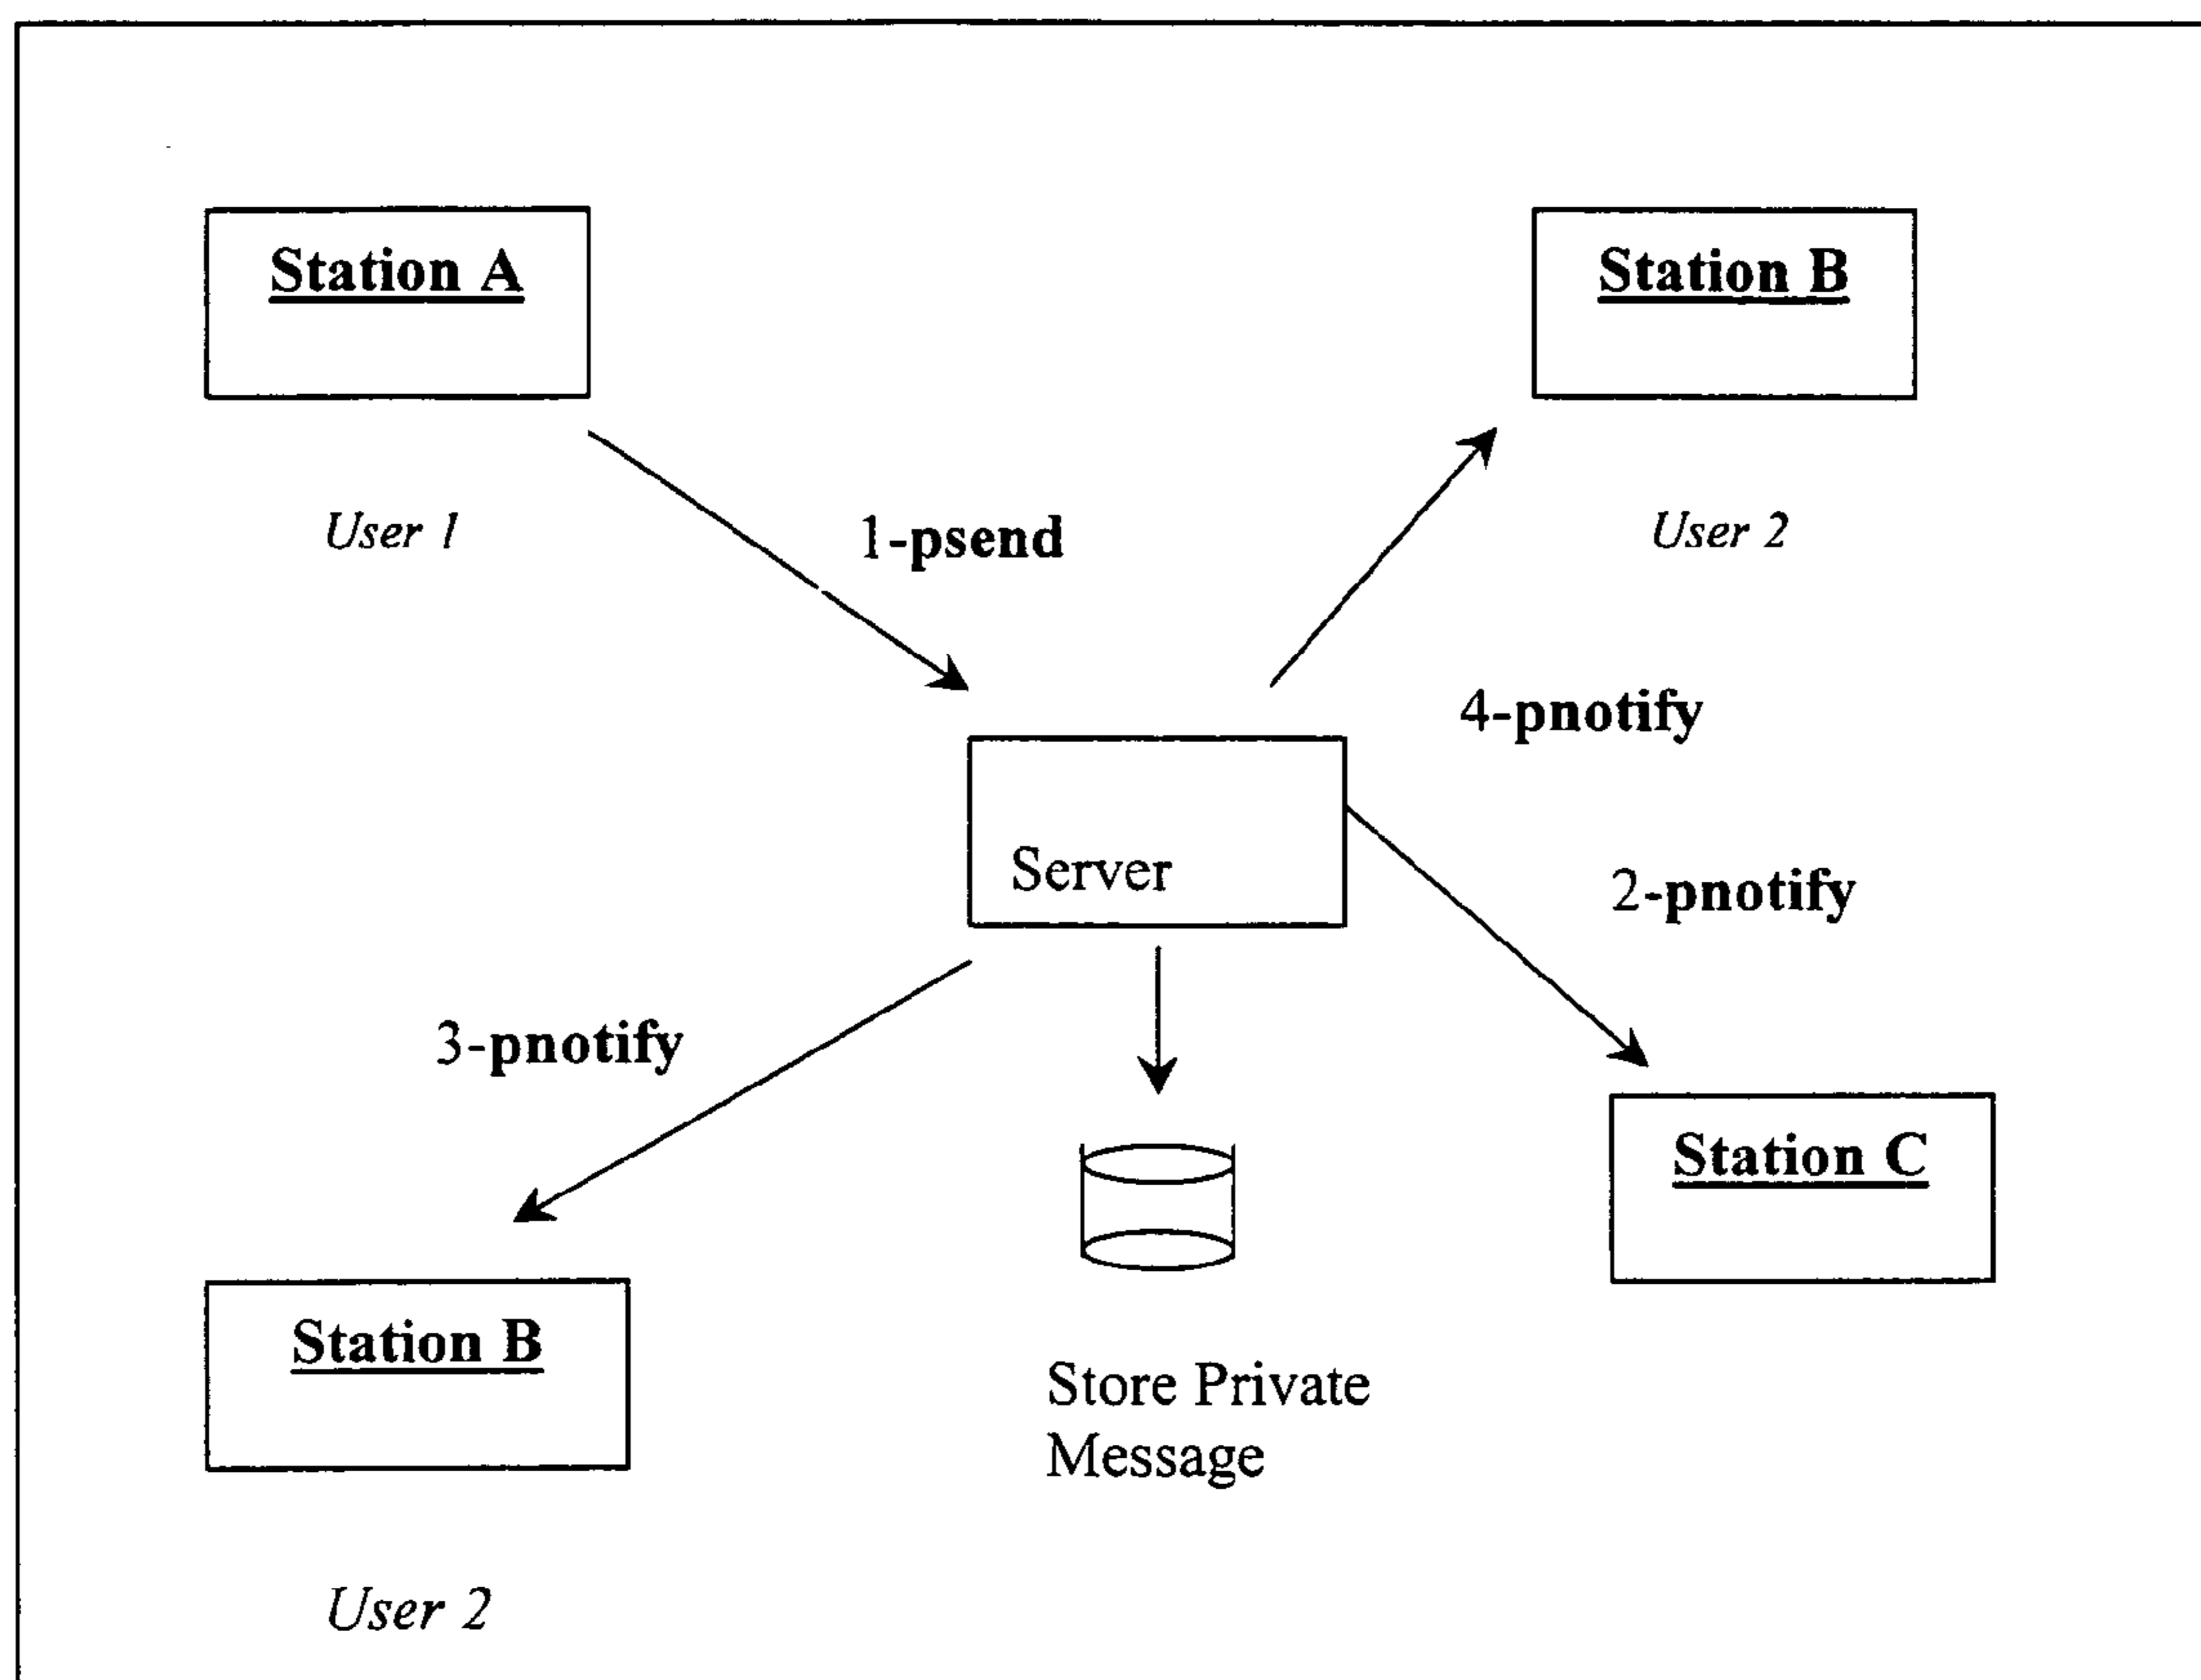 Station A
Station B
User 1
1-psend
User 2
4-pnotify
Server
2-pnotify
3-pnotify
Station C
Station B
Store Private
Message
User 2